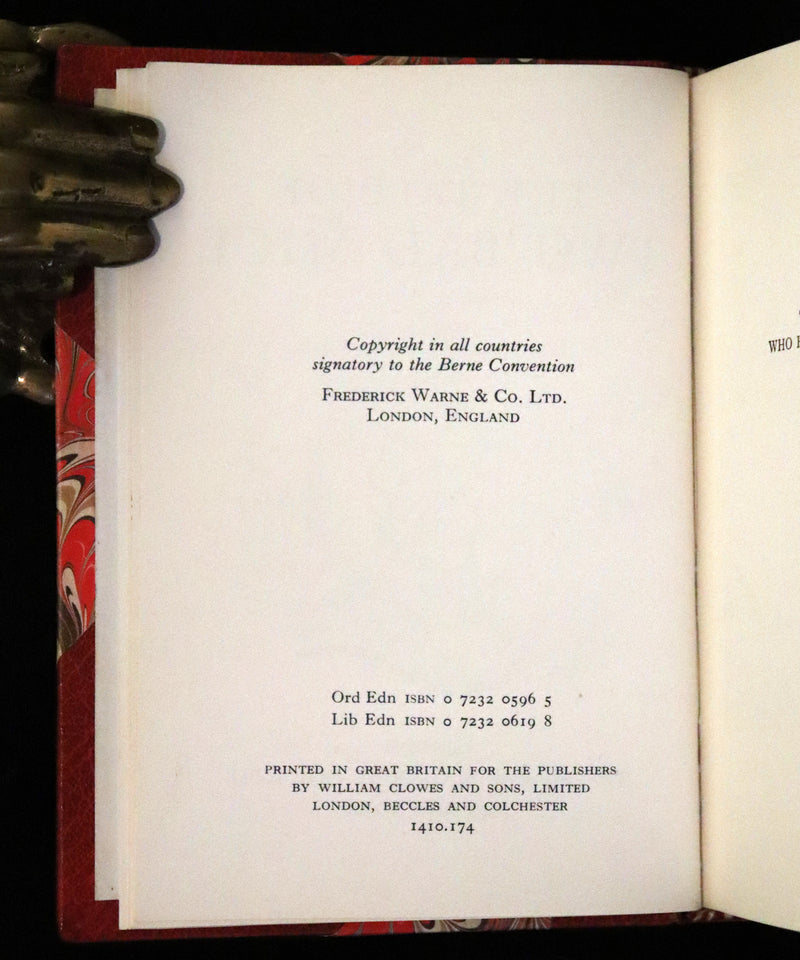 Copyright in all countries
signatory to the Berne Convention
Frederick Warne & Co. Ltd.
London, England
Ord Edn ISBN 0 7232 0596 5
Lib Edn ISBN 0 7232 0619 8
PRINTED IN GREAT BRITAIN FOR THE PUBLISHERS
BY WILLIAM CLOWES AND SONS, LIMITED
LONDON, BECCLES AND COLCHESTER
1410.174
WHO